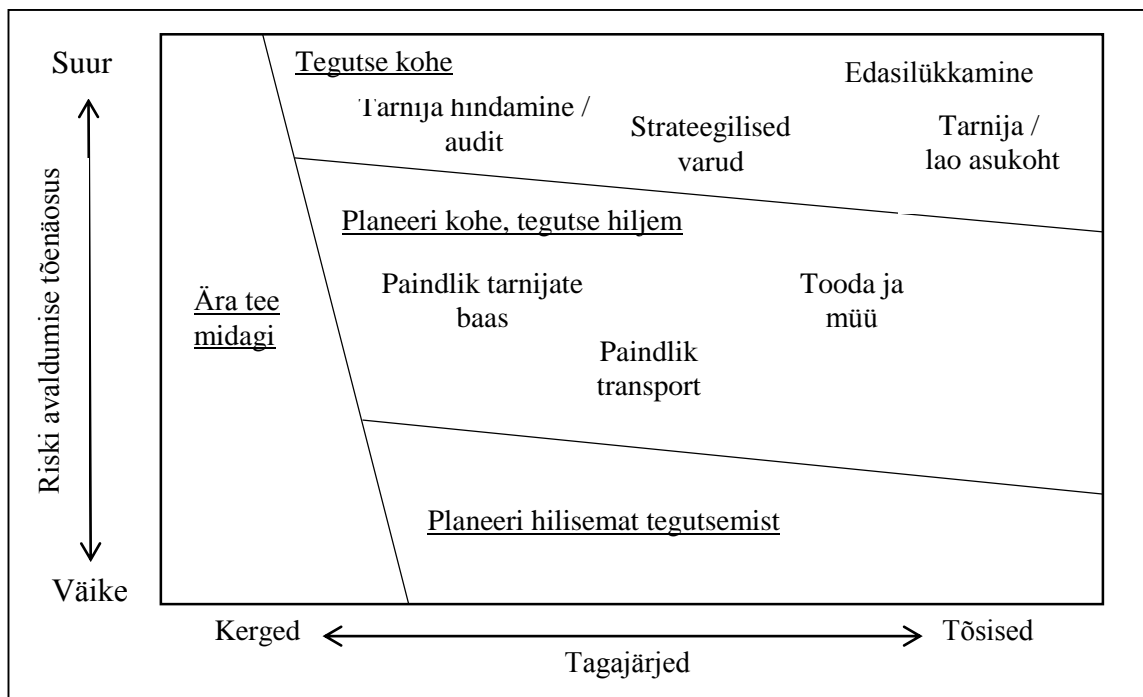 Suur
Riski avaldumise tõenäosus
Väike
Tegutse kohe
Edasilükkamine
Tarnija hindamine /
audit
Strateegilised
varud
Tarnija /
lao asukoht
Planeeri kohe, tegutse hiljem
Paindlik tarnijate
baas
Tooda ja
müü
Paindlik
transport
Ära tee
midagi
Planeeri hilisemat tegutsemist
Kerged
Tõsised
Tagajärjed